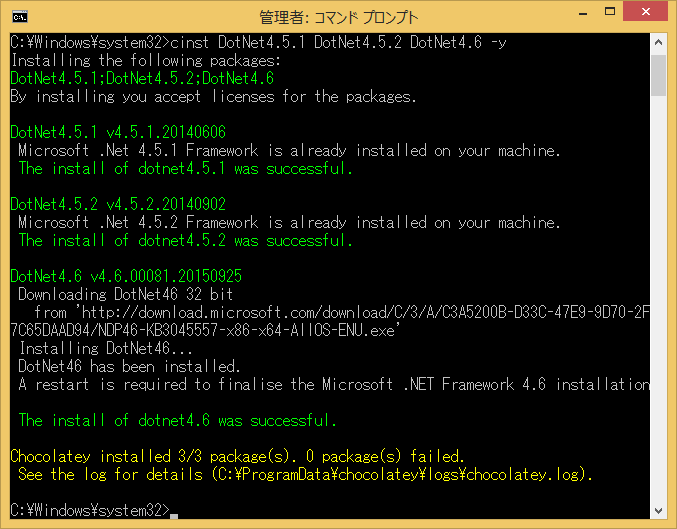 管理者: コマンド プロンプト
C:¥Windows¥system32>cinst DotNet4.5.1 DotNet4.5.2 DotNet4.6 -y
Installing the following packages:
DotNet4.5.1;DotNet4.5.2;DotNet4.6
By installing you accept licenses for the packages.
DotNet4.5.1 v4.5.1.20140606
Microsoft .Net 4.5.1 Framework is already installed on your machine.
The install of dotnet4.5.1 was successful.
DotNet4.5.2 v4.5.2.20140902
Microsoft .Net 4.5.2 Framework is already installed on your machine.
The install of dotnet4.5.2 was successful.
DotNet4.6 v4.6.00081.20150925
Downloading DotNet46 32 bit
from 'http://download.microsoft.com/download/C/3/A/C3A5200B-D33C-47E9-9D70-2F
7C65DAAD94/NDP46-KB3045557-x86-x64-AllOS-ENU.exe'
Installing DotNet46...
DotNet46 has been installed.
A restart is required to finalise the Microsoft .NET Framework 4.6 installation
The install of dotnet4.6 was successful.
Chocolatey installed 3/3 package(s). 0 package(s) failed.
See the log for details (C:¥ProgramData¥chocolatey¥logs¥chocolatey.log).
C:¥Windows¥system32>